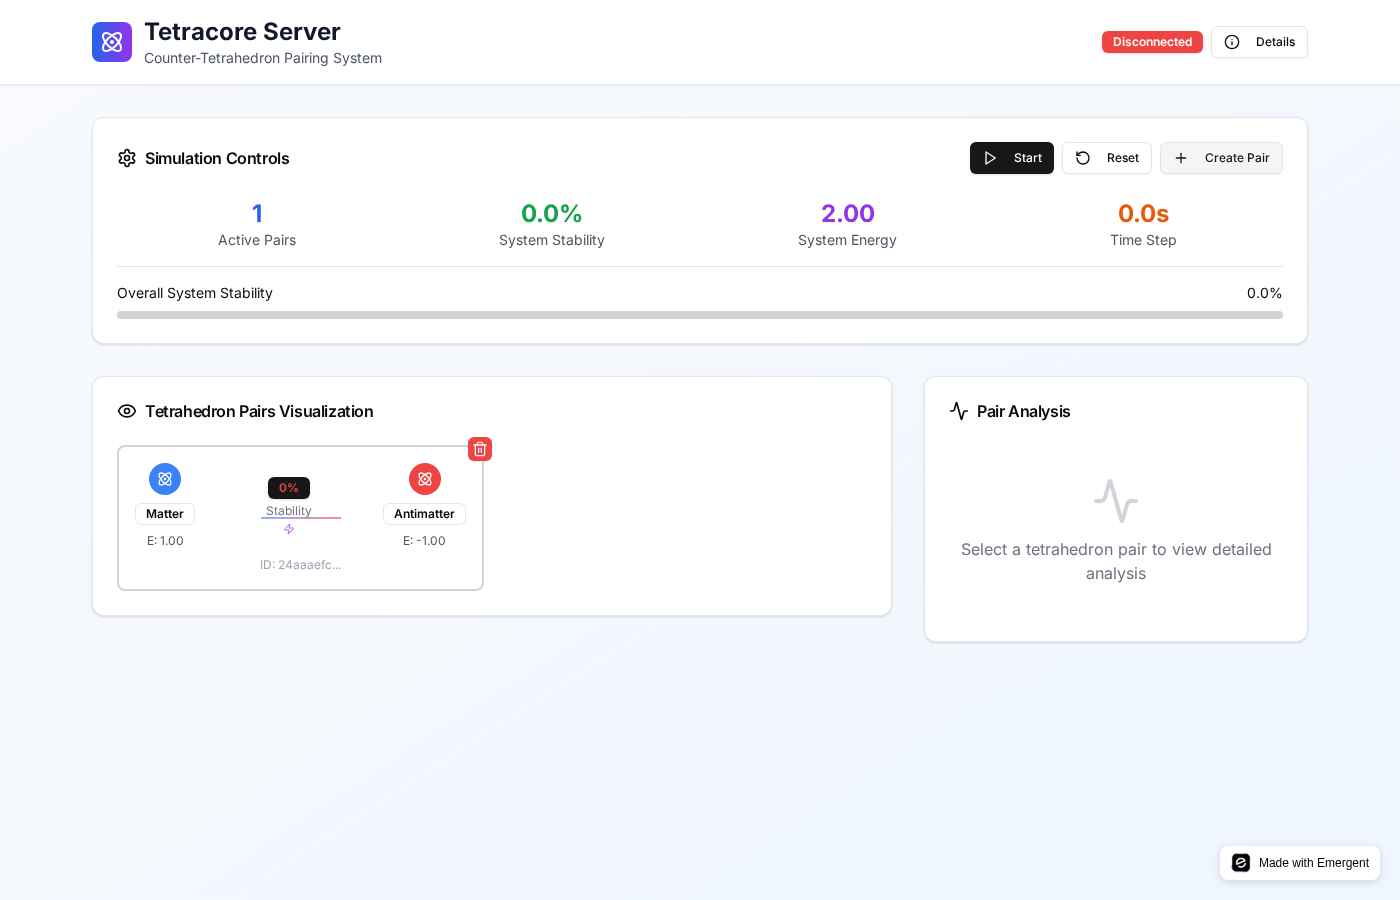 Tetracore Server
Counter-Tetrahedron Pairing System
Disconnected
Details
Simulation Controls
Start
Reset
Create Pair
1
Active Pairs
0.0%
System Stability
2.00
System Energy
0.0s
Time Step
Overall System Stability
0.0%
Tetrahedron Pairs Visualization
Matter
E: 1.00
0%
Stability
Antimatter
E: -1.00
ID: 24aaaefc...
Pair Analysis
Select a tetrahedron pair to view detailed
analysis
Made with Emergent